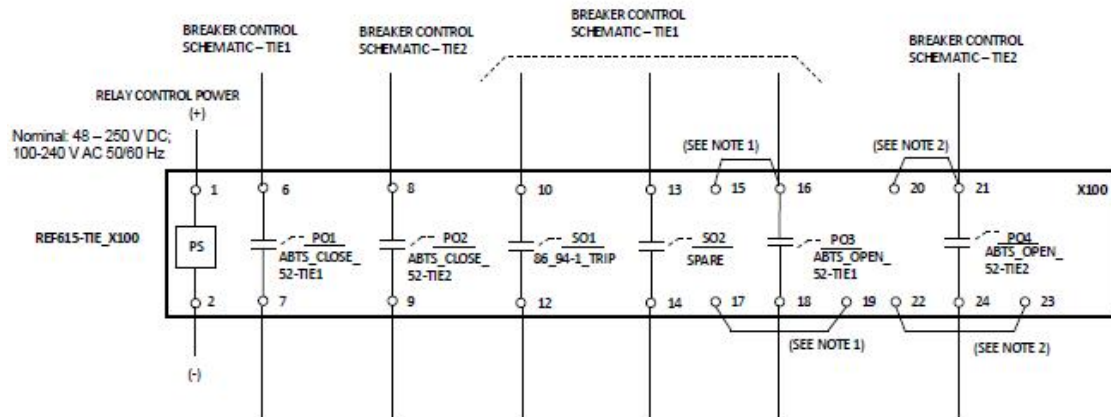 BREAKER CONTROL
SCHEMATIC – TIE1
BREAKER CONTROL
SCHEMATIC – TIE2
BREAKER CONTROL
SCHEMATIC – TIE1
BREAKER CONTROL
SCHEMATIC – TIE2
RELAY CONTROL POWER
(+)
Nominal: 48 – 250 V DC;
100-240 V AC 50/60 Hz
(SEE NOTE 1)
(SEE NOTE 2)
1 6 8 10 13 15 16 20 21 X100
REF615-TIE_X100
PS
PO1
ABTS_CLOSE_
52-TIE1
PO2
ABTS_CLOSE_
52-TIE2
SO1
86_94-1_TRIP
SO2
SPARE
PO3
ABTS_OPEN_
52-TIE1
PO4
ABTS_OPEN_
52-TIE2
2 7 9 12 14 17 18 19 22 24 23
(SEE NOTE 1)
(SEE NOTE 2)
(-)